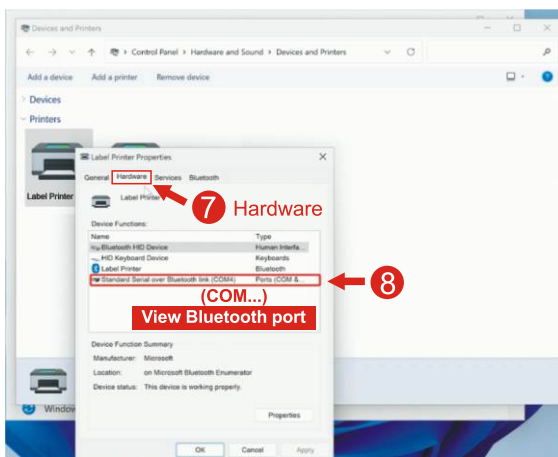 Devices and Printers
Control Panel > Hardware and Sound > Devices and Printers
Add a device Add a printer Remove device
Devices
Printers
Label Printer Properties
General Hardware Services Bluetooth
Label Printer
Label Printer
7 Hardware
Device Functions:
Name Type
Bluetooth HID Device Human Interfa...
HID Keyboard Device Keyboards
Label Printer Bluetooth
Standard Serial over Bluetooth link (COM4) Ports (COM &...
8
(COM...)
View Bluetooth port
Device Function Summary
Manufacturer: Microsoft
Location: on Microsoft Bluetooth Enumerator
Device status: This device is working properly.
Window
Properties
OK Cancel Apply